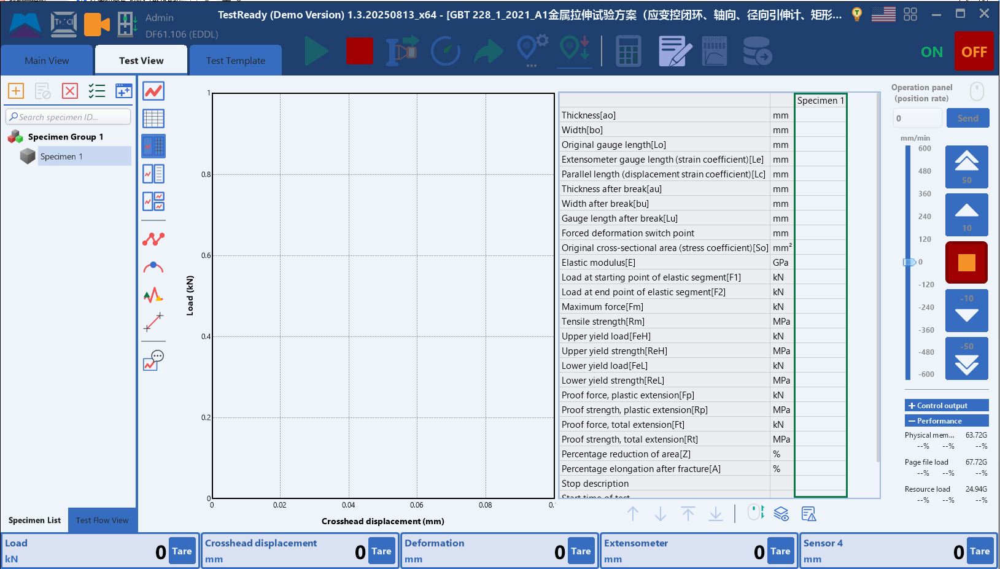 TestReady (Demo Version) 1.3.20250813_x64 - [GBT 228_1_2021_A1金属拉伸试验方案（应变控闭环、轴向、径向引伸计、矩形...
Admin
DF61.106 (EDDL)
Main View
Test View
Test Template
REPORT
ON
OFF
Search specimen ID...
Specimen Group 1
Specimen 1
Specimen List
Test Flow View
Load (kN)
1
0.8
0.6
0.4
0.2
0
0 0.02 0.04 0.06 0.08 0.
Crosshead displacement (mm)
Specimen 1
Thickness[ao] mm
Width[bo] mm
Original gauge length[Lo] mm
Extensometer gauge length (strain coefficient)[Le] mm
Parallel length (displacement strain coefficient)[Lc] mm
Thickness after break[au] mm
Width after break[bu] mm
Gauge length after break[Lu] mm
Forced deformation switch point mm
Original cross-sectional area (stress coefficient)[So] mm²
Elastic modulus[E] GPa
Load at starting point of elastic segment[F1] kN
Load at end point of elastic segment[F2] kN
Maximum force[Fm] kN
Tensile strength[Rm] MPa
Upper yield load[FeH] kN
Upper yield strength[ReH] MPa
Lower yield load[FeL] kN
Lower yield strength[ReL] MPa
Proof force, plastic extension[Fp] kN
Proof strength, plastic extension[Rp] MPa
Proof force, total extension[Ft] kN
Proof strength, total extension[Rt] MPa
Percentage reduction of area[Z] %
Percentage elongation after fracture[A] %
Stop description
Start time of test
Operation panel
(position rate)
0
Send
mm/min
600
480
360
240
120
0
-120
-240
-360
-480
-600
50
10
-10
-50
Control output
Performance
Physical mem... 63.72G
--% --% --%
Page file load 67.72G
--% --% --%
Resource load 24.94G
--% --% --%
Load
kN
0
Tare
Crosshead displacement
mm
0
Tare
Deformation
mm
0
Tare
Extensometer
mm
0
Tare
Sensor 4
mm
0
Tare